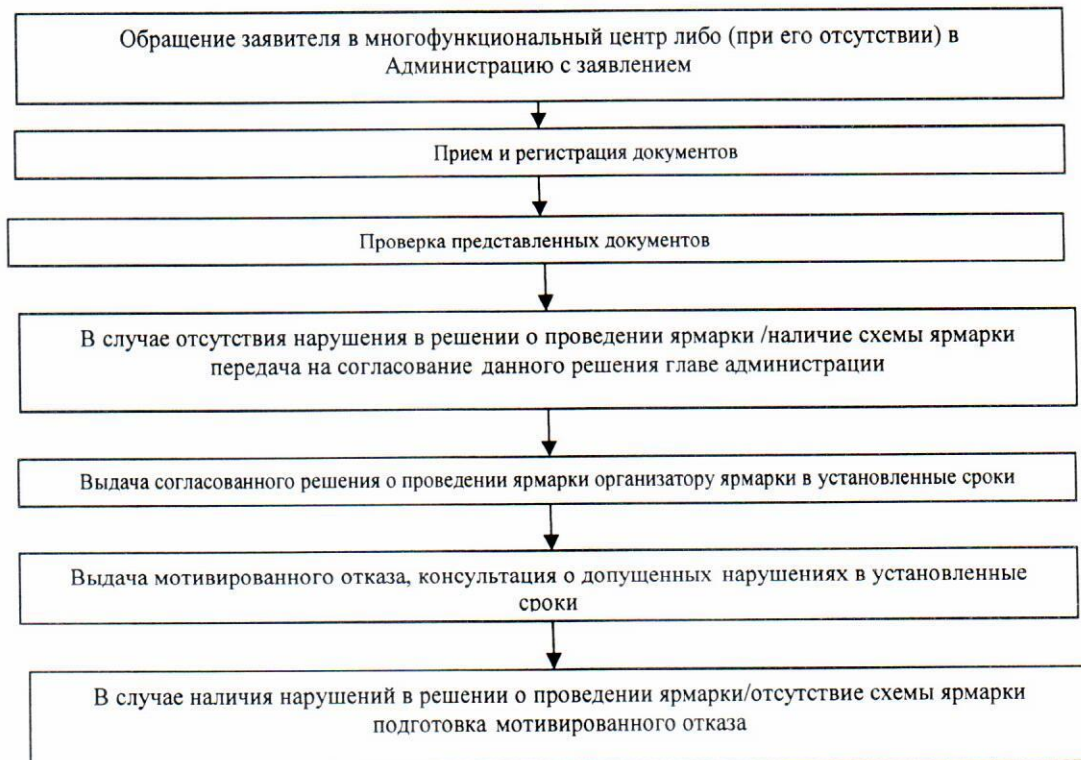 Обращение заявителя в многофункциональный центр либо (при его отсутствии) в
Администрацию с заявлением
Прием и регистрация документов
Проверка представленных документов
В случае отсутствия нарушения в решении о проведении ярмарки /наличие схемы ярмарки
передача на согласование данного решения главе администрации
Выдача согласованного решения о проведении ярмарки организатору ярмарки в установленные сроки
Выдача мотивированного отказа, консультация о допущенных нарушениях в установленные
сроки
В случае наличия нарушений в решении о проведении ярмарки/отсутствие схемы ярмарки
подготовка мотивированного отказа